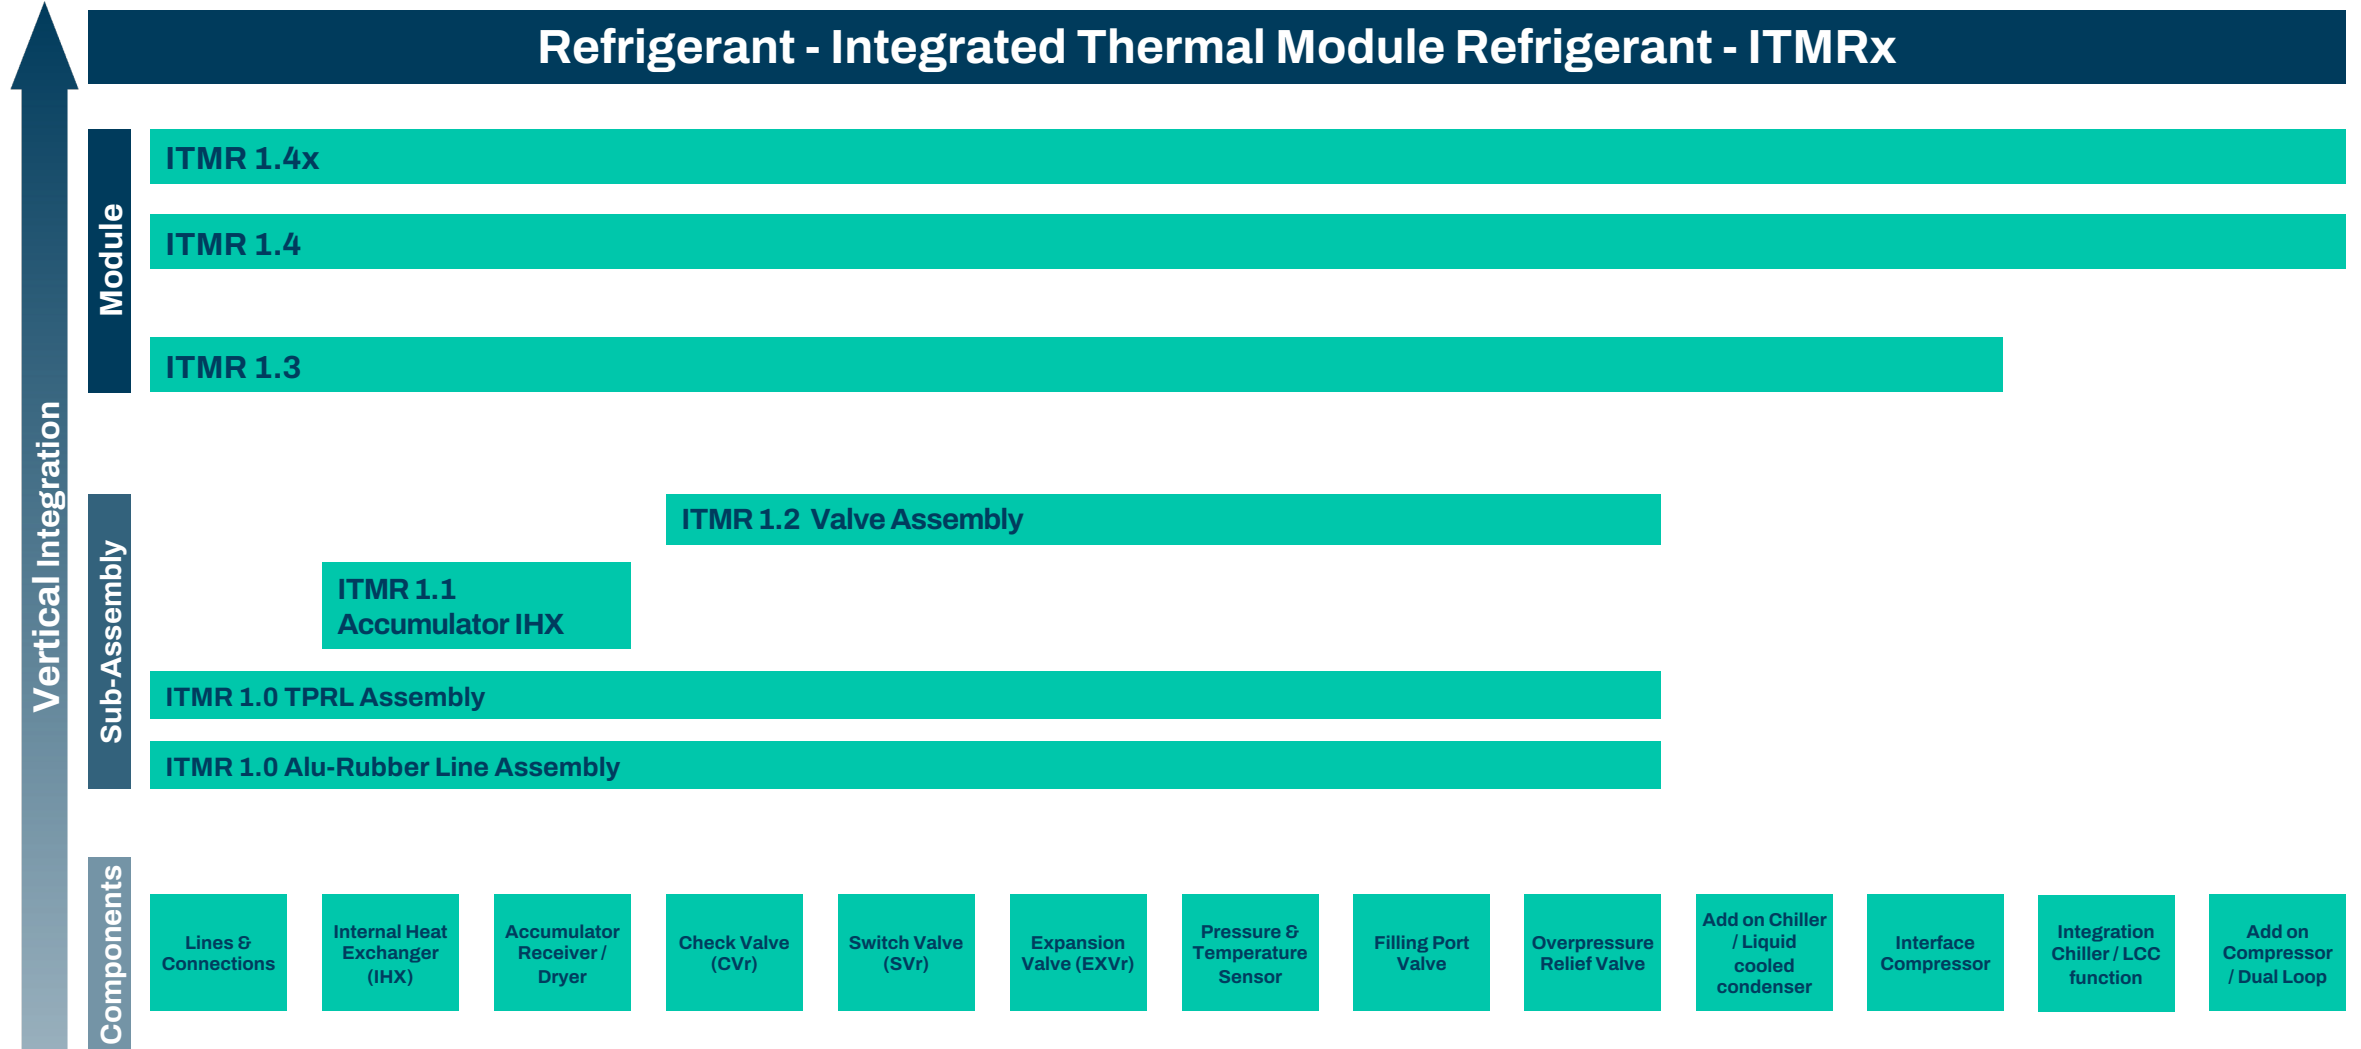 Refrigerant - Integrated Thermal Module Refrigerant - ITMRx
Vertical Integration
Module
ITMR 1.4x
ITMR 1.4
ITMR 1.3
Sub-Assembly
ITMR 1.2 Valve Assembly
ITMR 1.1
Accumulator IHX
ITMR 1.0 TPRL Assembly
ITMR 1.0 Alu-Rubber Line Assembly
Components
Lines &
Connections
Internal Heat
Exchanger
(IHX)
Accumulator
Receiver /
Dryer
Check Valve
(CVr)
Switch Valve
(SVr)
Expansion
Valve (EXVr)
Pressure &
Temperature
Sensor
Filling Port
Valve
Overpressure
Relief Valve
Add on Chiller
/ Liquid
cooled
condenser
Interface
Compressor
Integration
Chiller / LCC
function
Add on
Compressor
/ Dual Loop